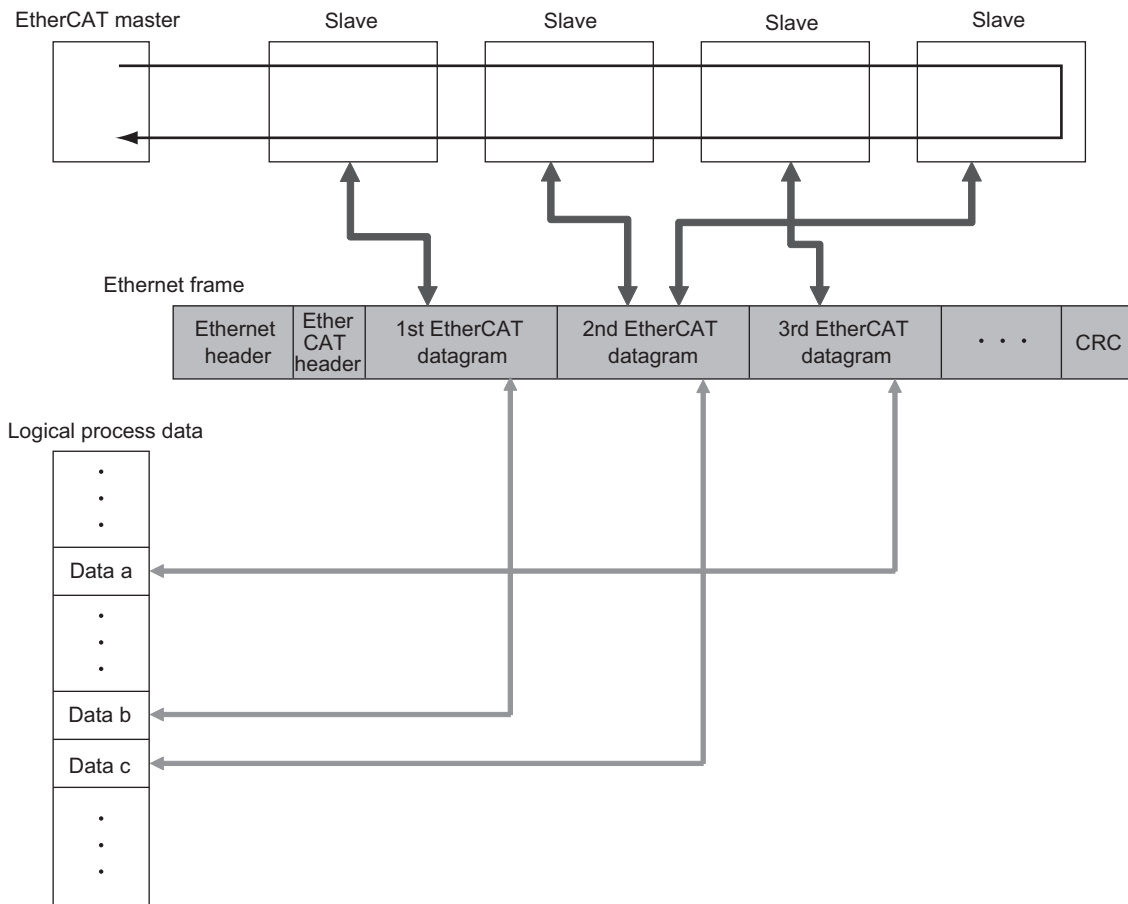 EtherCAT master
Slave
Slave
Slave
Slave
Ethernet frame
Ethernet
header
Ether
CAT
header
1st EtherCAT
datagram
2nd EtherCAT
datagram
3rd EtherCAT
datagram
· · ·
CRC
Logical process data
Data a
Data b
Data c